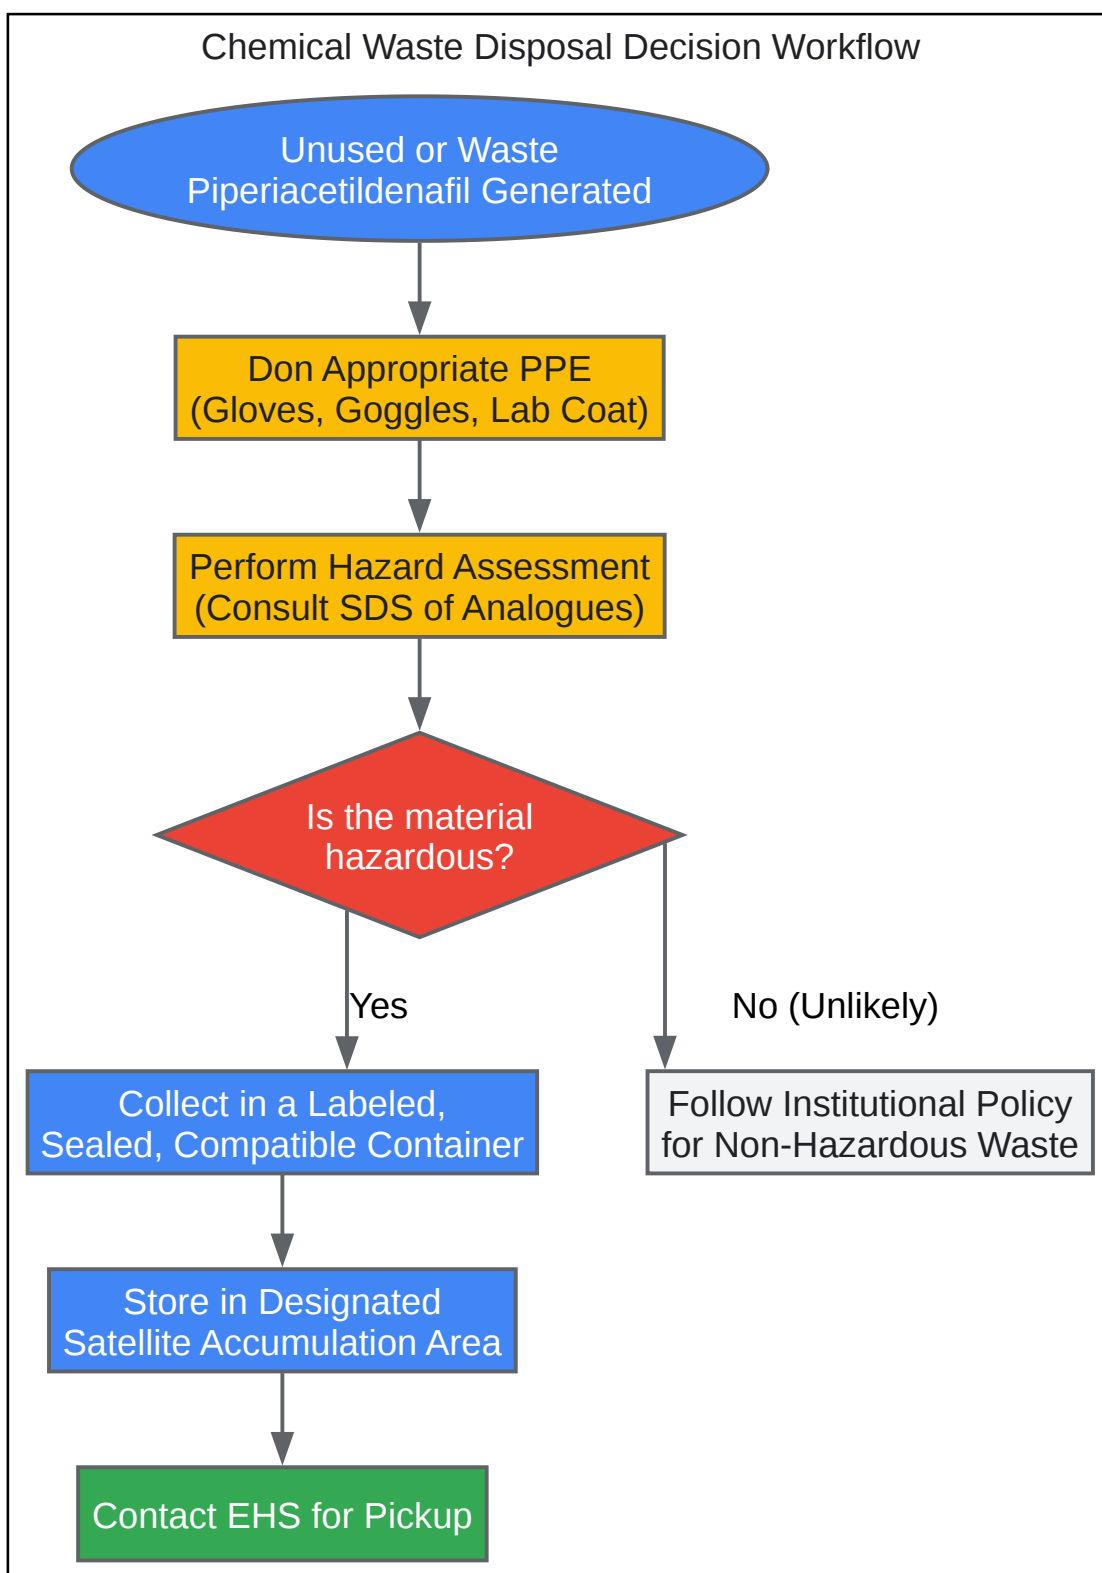 Chemical Waste Disposal Decision Workflow
Unused or Waste
Piperiacetildenafil Generated
Don Appropriate PPE
(Gloves, Goggles, Lab Coat)
Perform Hazard Assessment
(Consult SDS of Analogues)
Is the material
hazardous?
Yes
No (Unlikely)
Collect in a Labeled,
Sealed, Compatible Container
Follow Institutional Policy
for Non-Hazardous Waste
Store in Designated
Satellite Accumulation Area
Contact EHS for Pickup